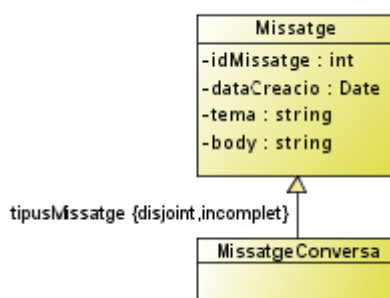 Missatge
-idMissatge : int
-dataCreacio : Date
-tema : string
-body : string
tipusMissatge {disjoint,incomplet}
MissatgeConversa